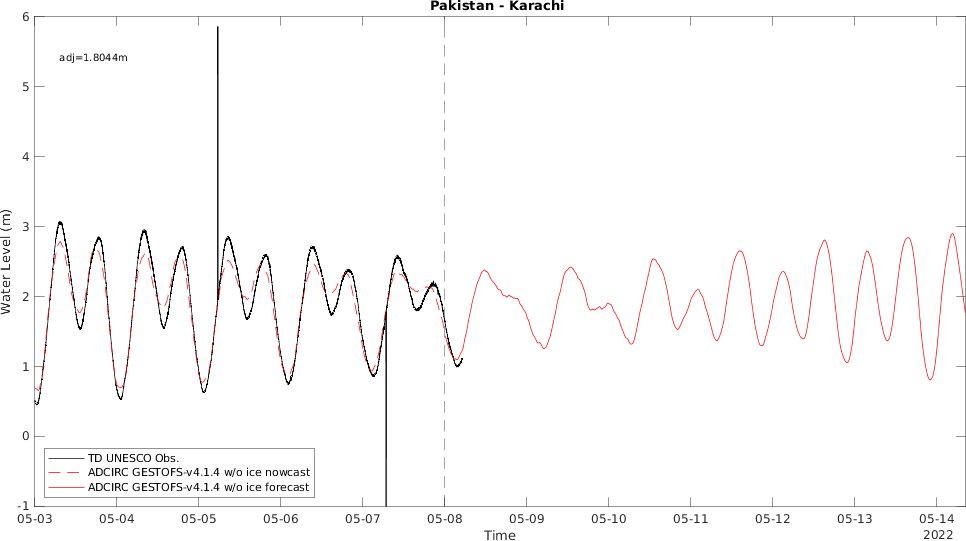 Pakistan - Karachi
6
adj=1.8044m
5
4
3
Water Level (m)
2
1
0
TD UNESCO Obs.
ADCIRC GESTOFS-v4.1.4 w/o ice nowcast
ADCIRC GESTOFS-v4.1.4 w/o ice forecast
-1
05-03 05-04 05-05 05-06 05-07 05-08 05-09 05-10 05-11 05-12 05-13 05-14
Time 2022